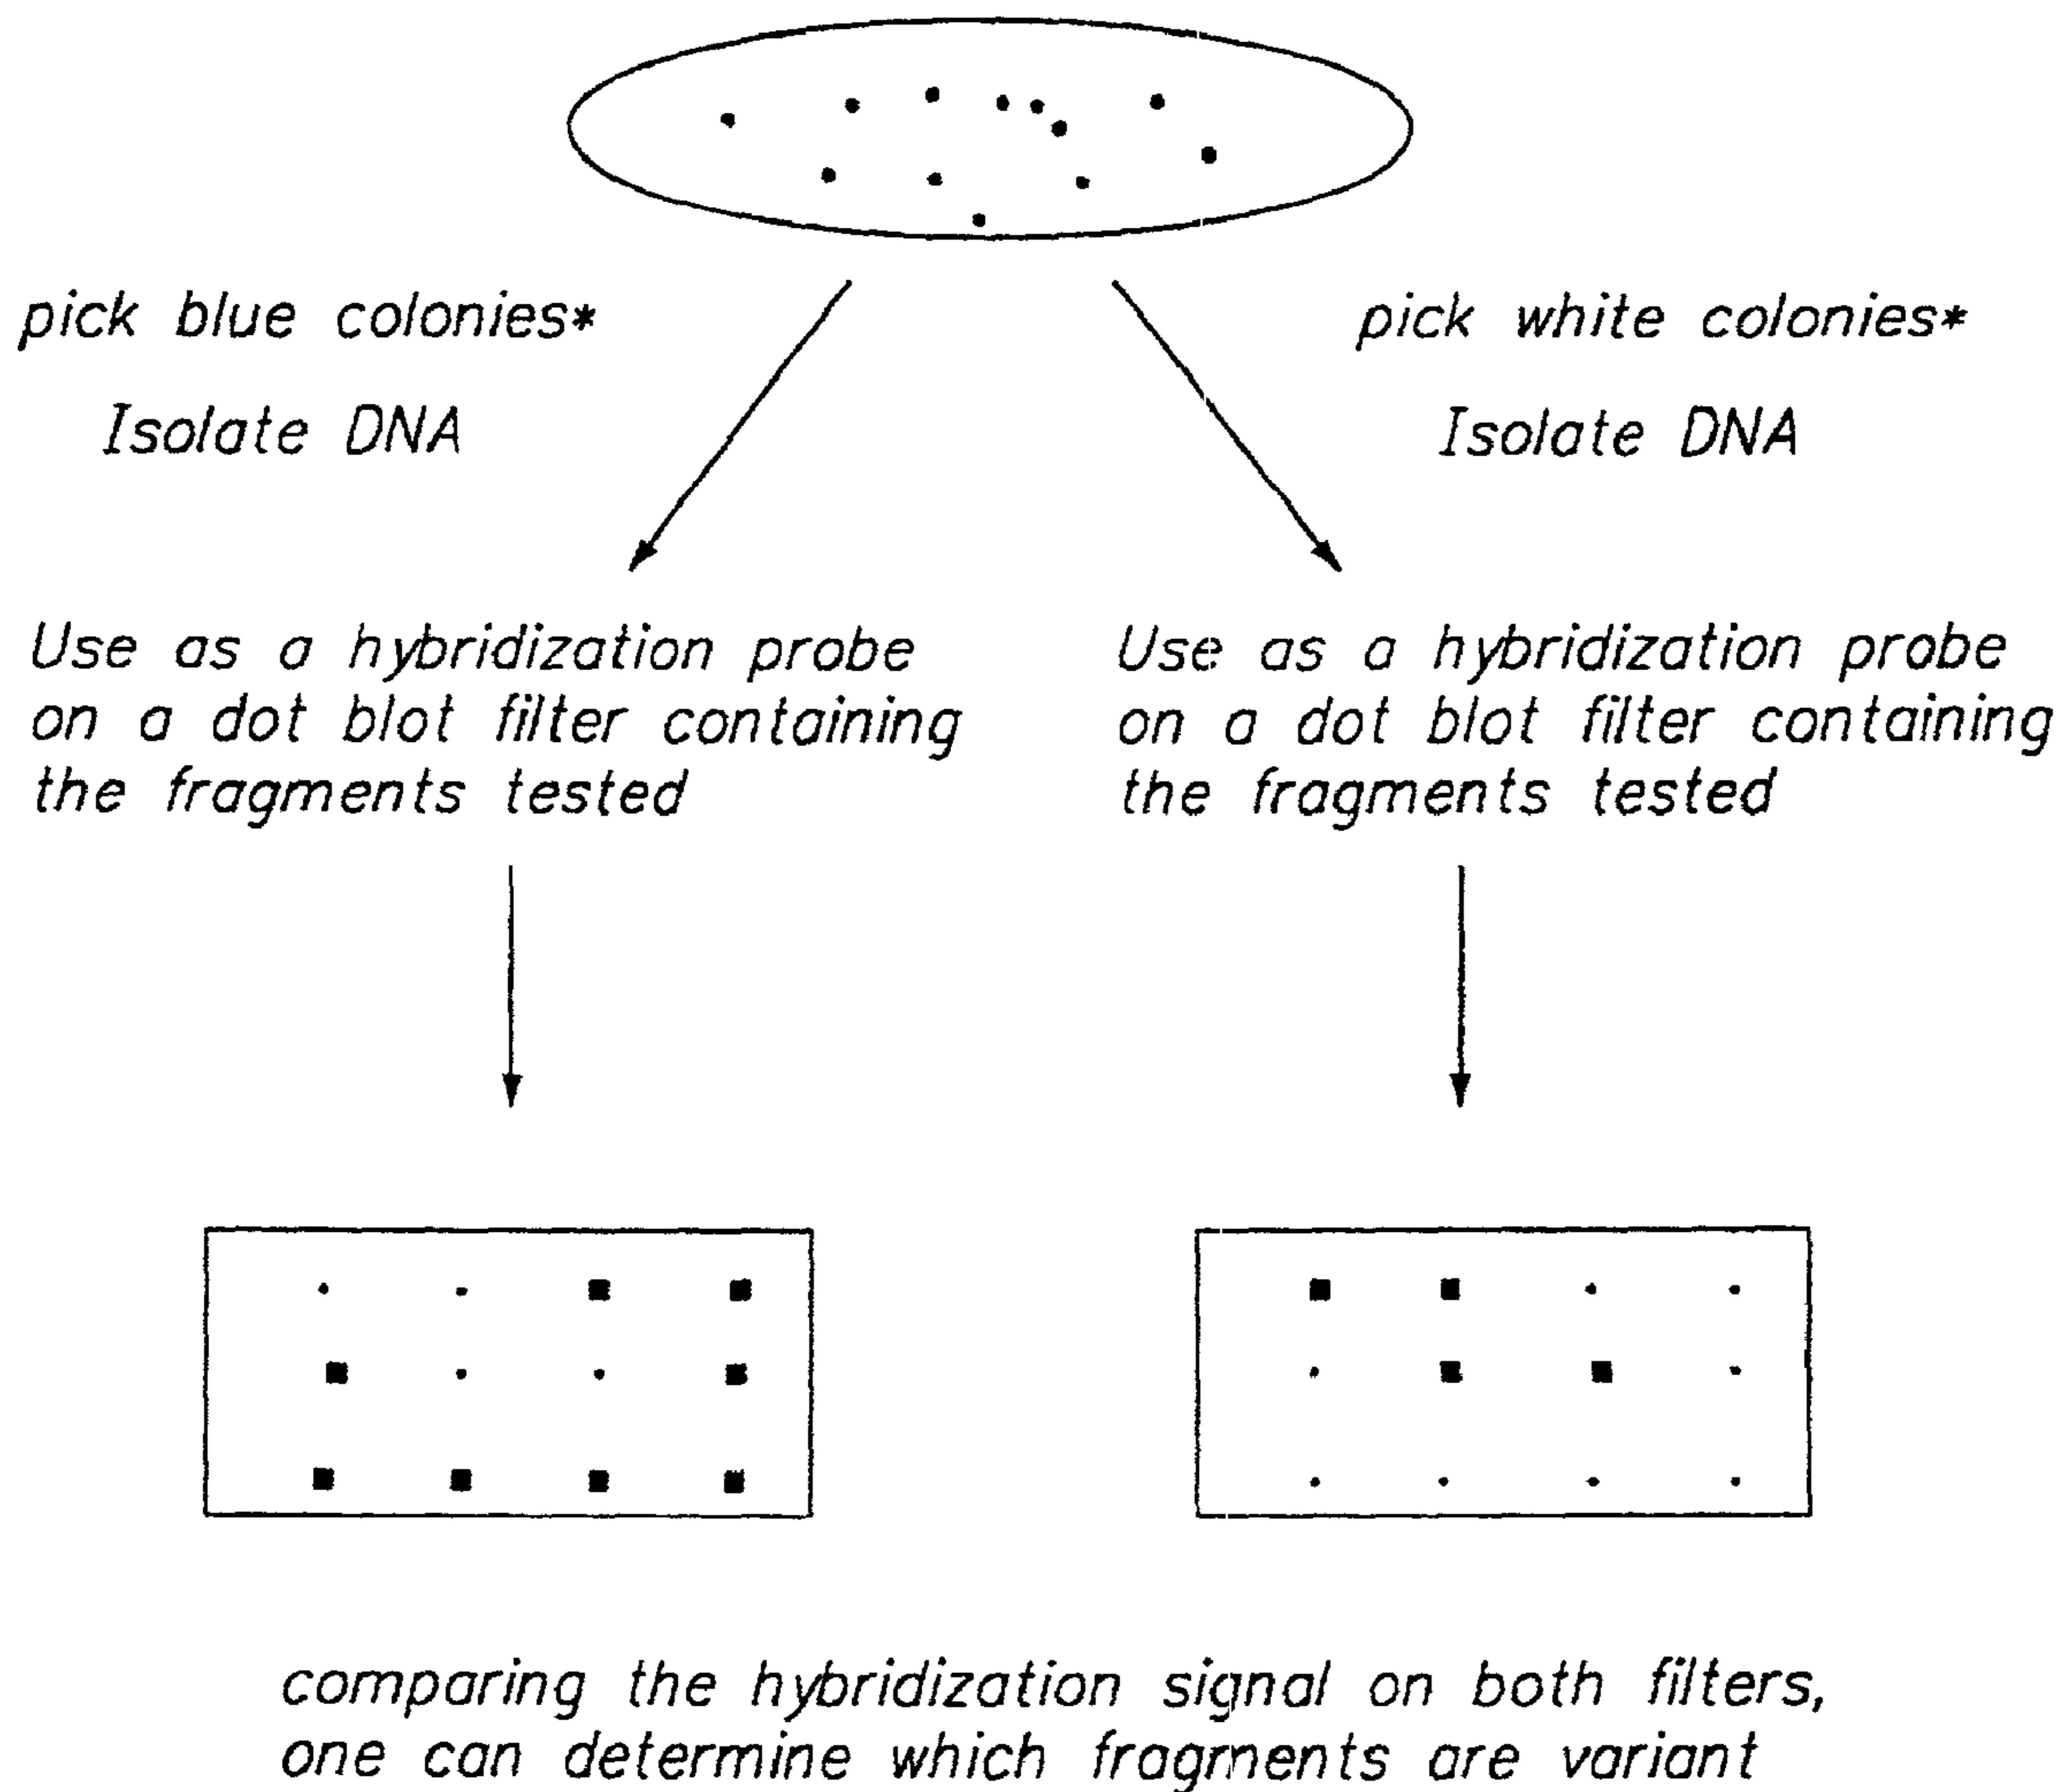 pick blue colonies*
Isolate DNA
pick white colonies*
Isolate DNA
Use as a hybridization probe
on a dot blot filter containing
the fragments tested
Use as a hybridization probe
on a dot blot filter containing
the fragments tested
comparing the hybridization signal on both filters,
one can determine which fragments are variant